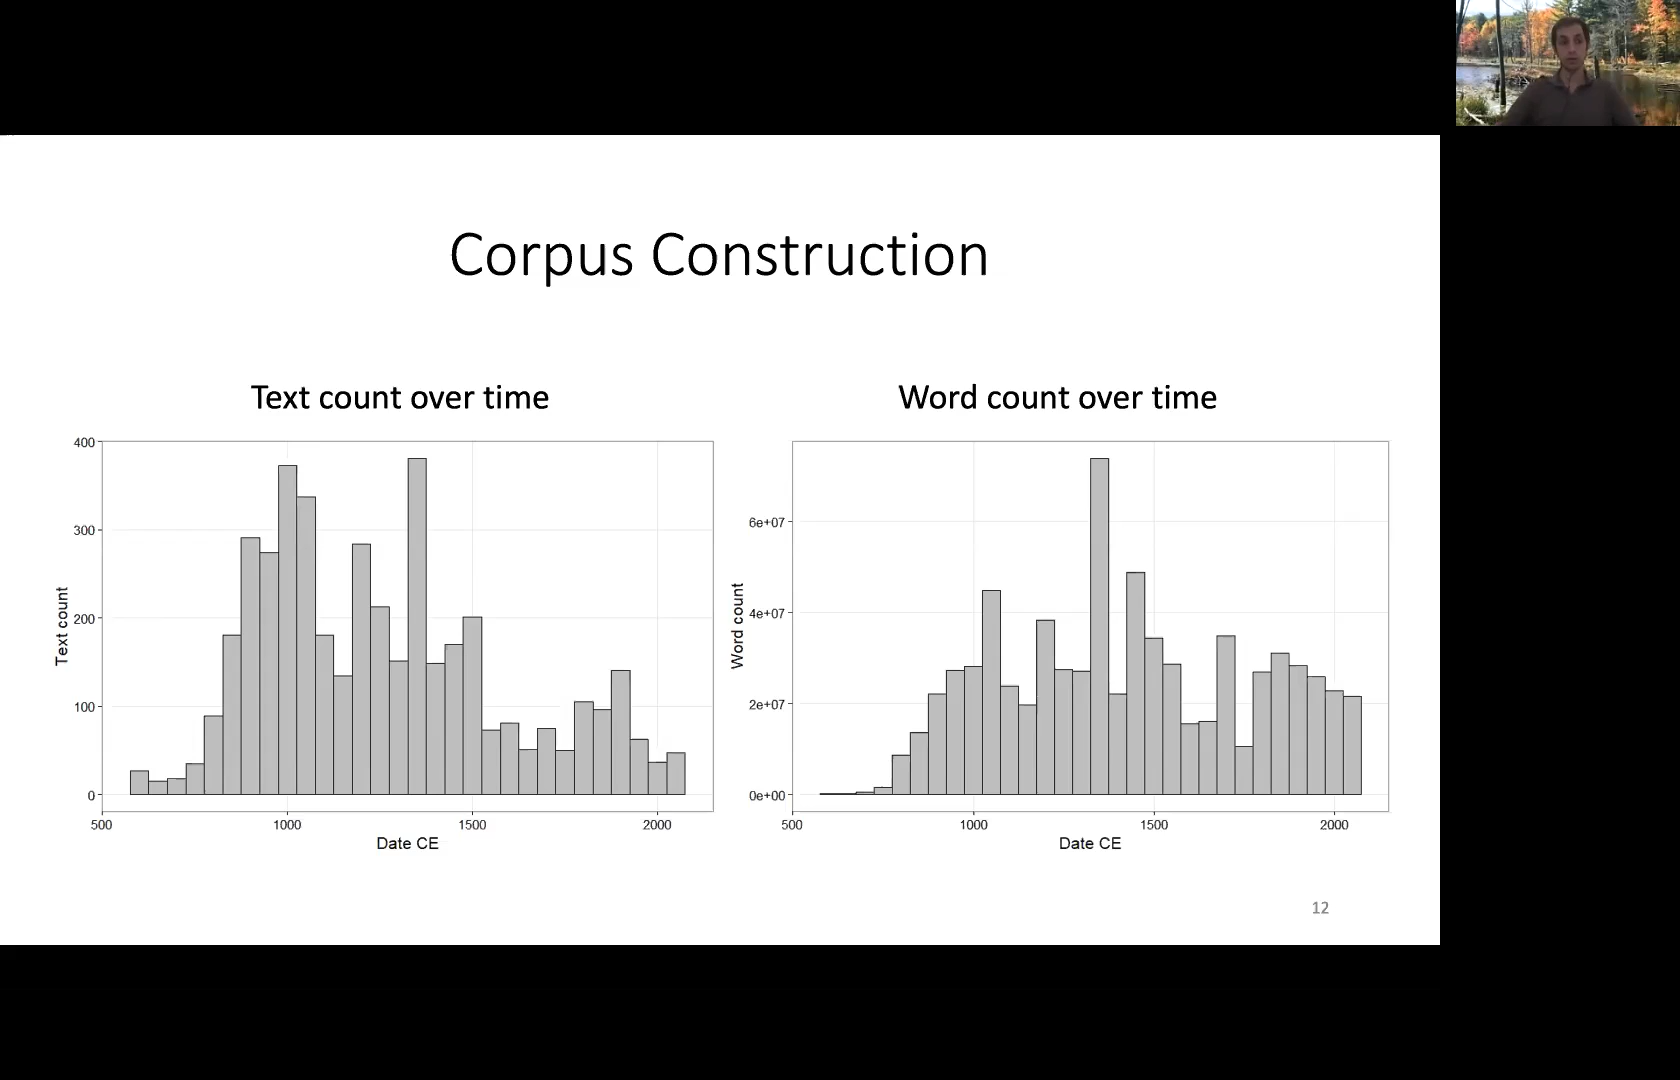 Corpus Construction
Text count over time
400
300
200
100
0
Text count
500 1000 1500 2000
Date CE
Word count over time
6e+07
4e+07
2e+07
0e+00
Word count
500 1000 1500 2000
Date CE
12